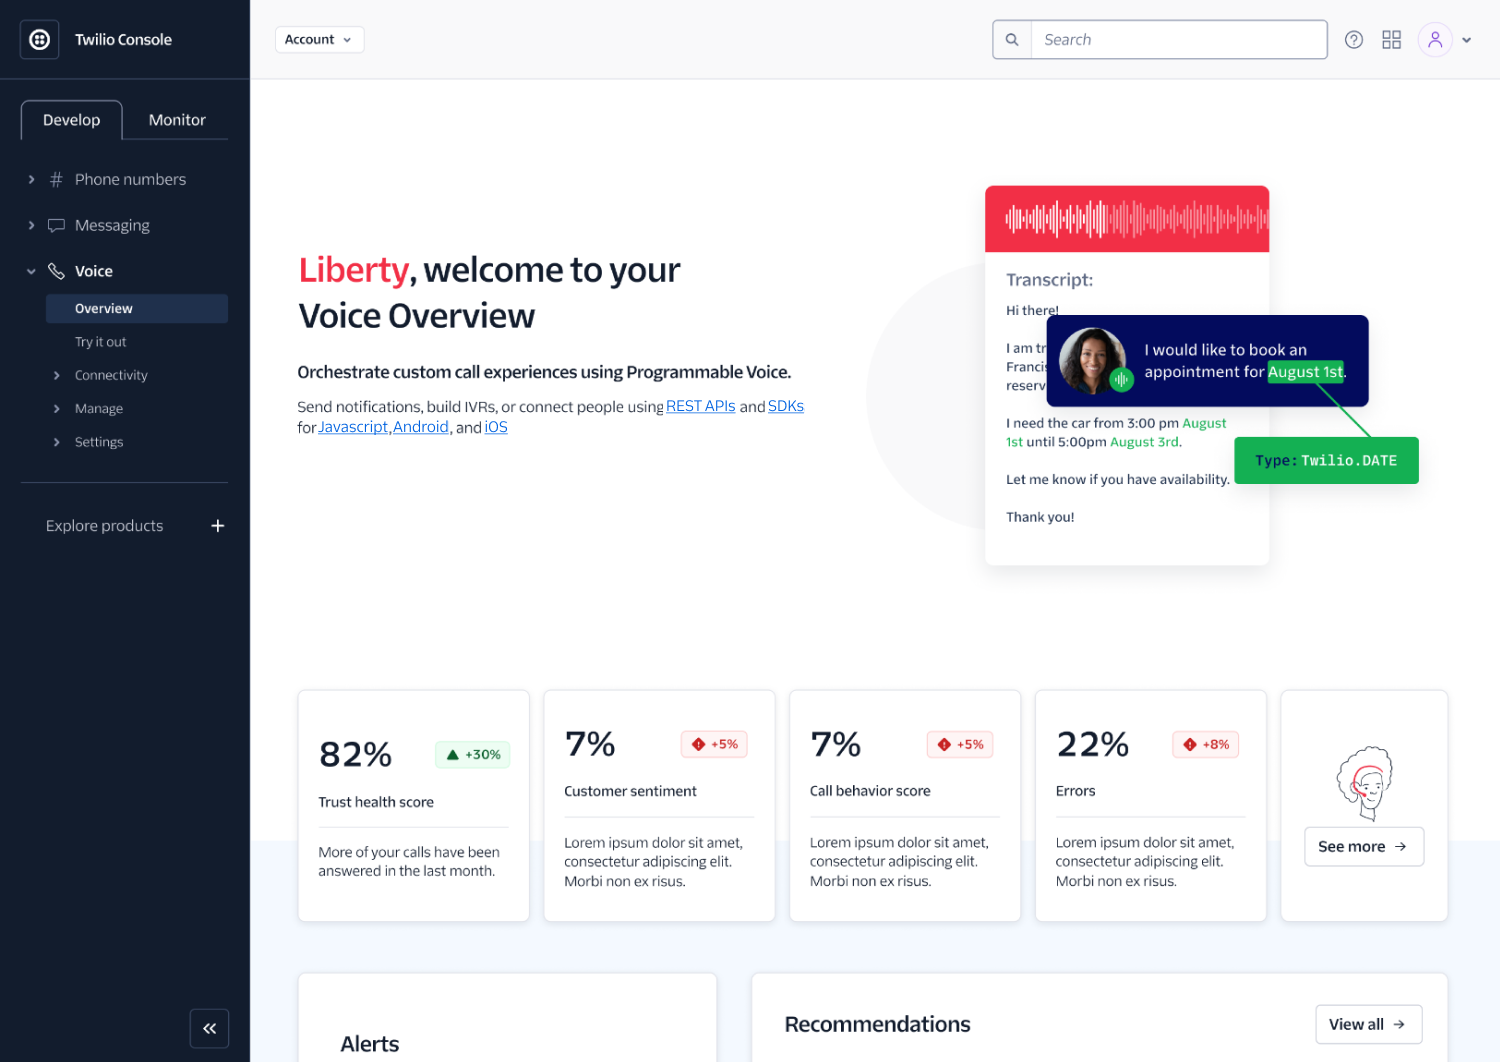 Twilio Console
Account
Search
Develop
Monitor
Phone numbers
Messaging
Voice
Overview
Try it out
Connectivity
Manage
Settings
Explore products
Liberty, welcome to your
Voice Overview
Orchestrate custom call experiences using Programmable Voice.
Send notifications, build IVRs, or connect people using REST APIs and SDKs
for Javascript, Android, and iOS
Transcript:
Hi there!
I am tr
Francis
reserv
I would like to book an
appointment for August 1st.
I need the car from 3:00 pm August
1st until 5:00pm August 3rd.
Type: Twilio.DATE
Let me know if you have availability.
Thank you!
82%
+30%
Trust health score
More of your calls have been
answered in the last month.
7%
+5%
Customer sentiment
Lorem ipsum dolor sit amet,
consectetur adipiscing elit.
Morbi non ex risus.
7%
+5%
Call behavior score
Lorem ipsum dolor sit amet,
consectetur adipiscing elit.
Morbi non ex risus.
22%
+8%
Errors
Lorem ipsum dolor sit amet,
consectetur adipiscing elit.
Morbi non ex risus.
See more
Alerts
Recommendations
View all